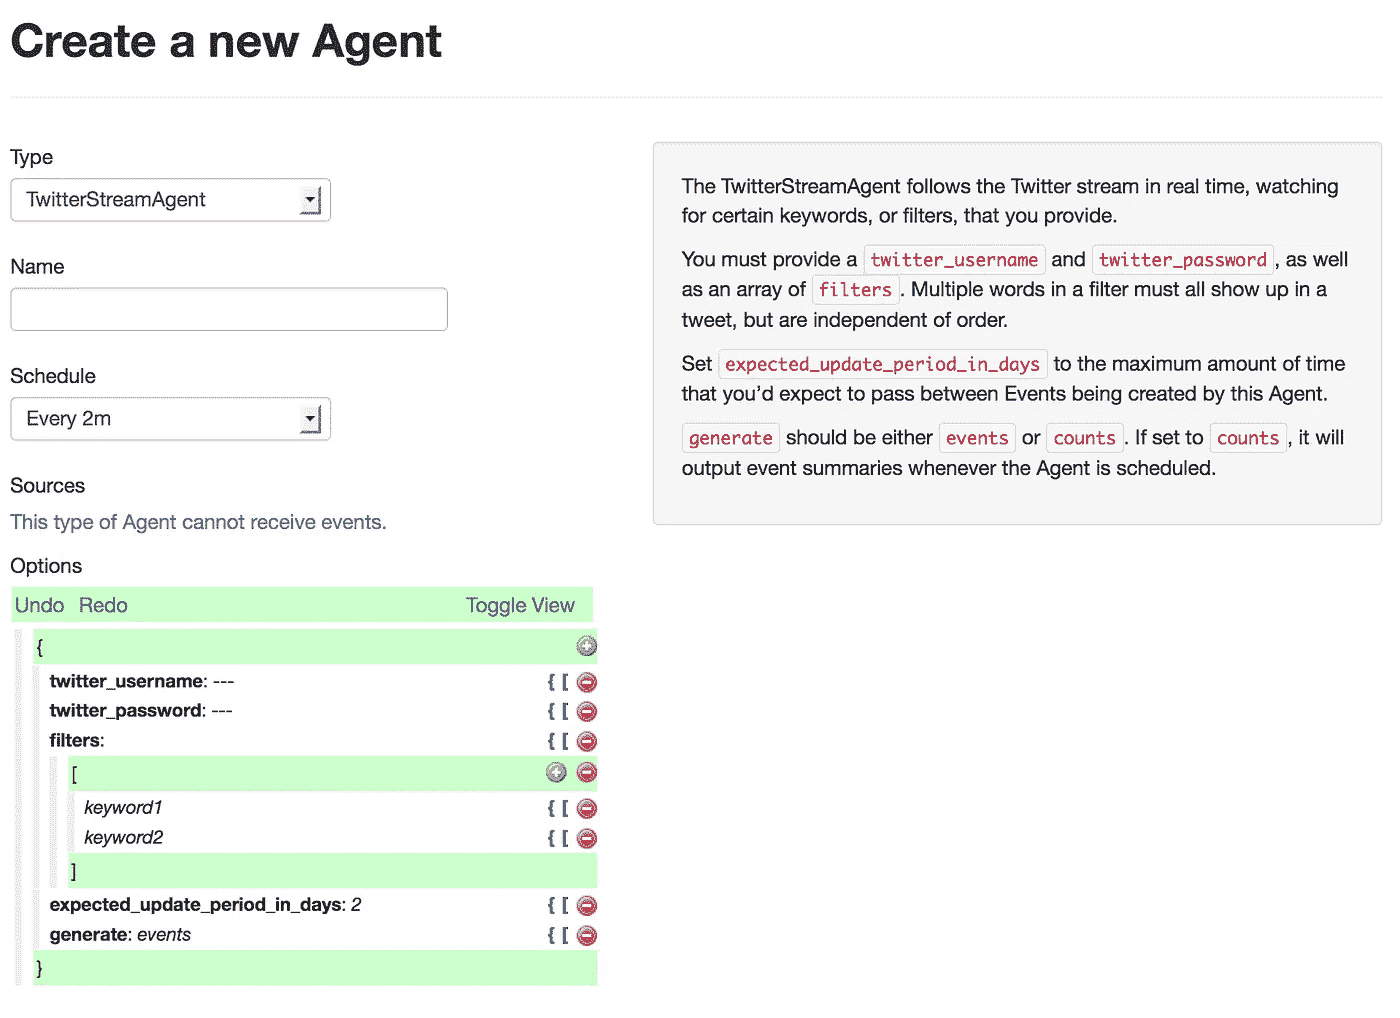 Create a new Agent
Type
TwitterStreamAgent
Name
Schedule
Every 2m
Sources
This type of Agent cannot receive events.
Options
Undo Redo Toggle View
{
twitter_username: --- { [
twitter_password: --- { [
filters: { [
[
keyword1 { [
keyword2 { [
]
expected_update_period_in_days: 2 { [
generate: events { [
}
The TwitterStreamAgent follows the Twitter stream in real time, watching
for certain keywords, or filters, that you provide.
You must provide a twitter_username and twitter_password, as well
as an array of filters. Multiple words in a filter must all show up in a
tweet, but are independent of order.
Set expected_update_period_in_days to the maximum amount of time
that you'd expect to pass between Events being created by this Agent.
generate should be either events or counts. If set to counts, it will
output event summaries whenever the Agent is scheduled.